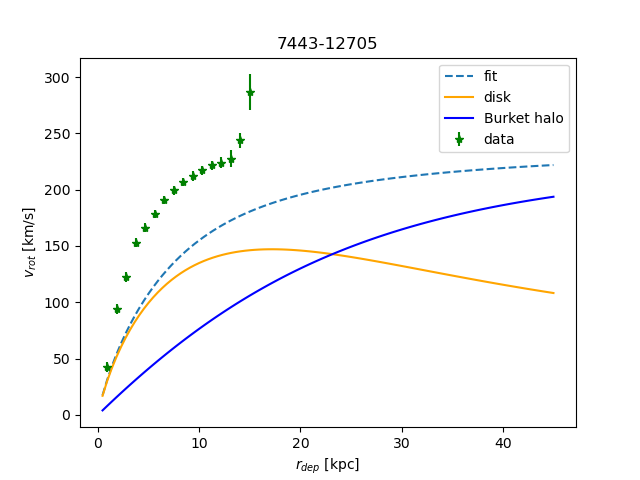 7443-12705
300
250
200
150
100
50
0
v_rot [km/s]
fit
disk
Burket halo
data
0 10 20 30 40
r_dep [kpc]